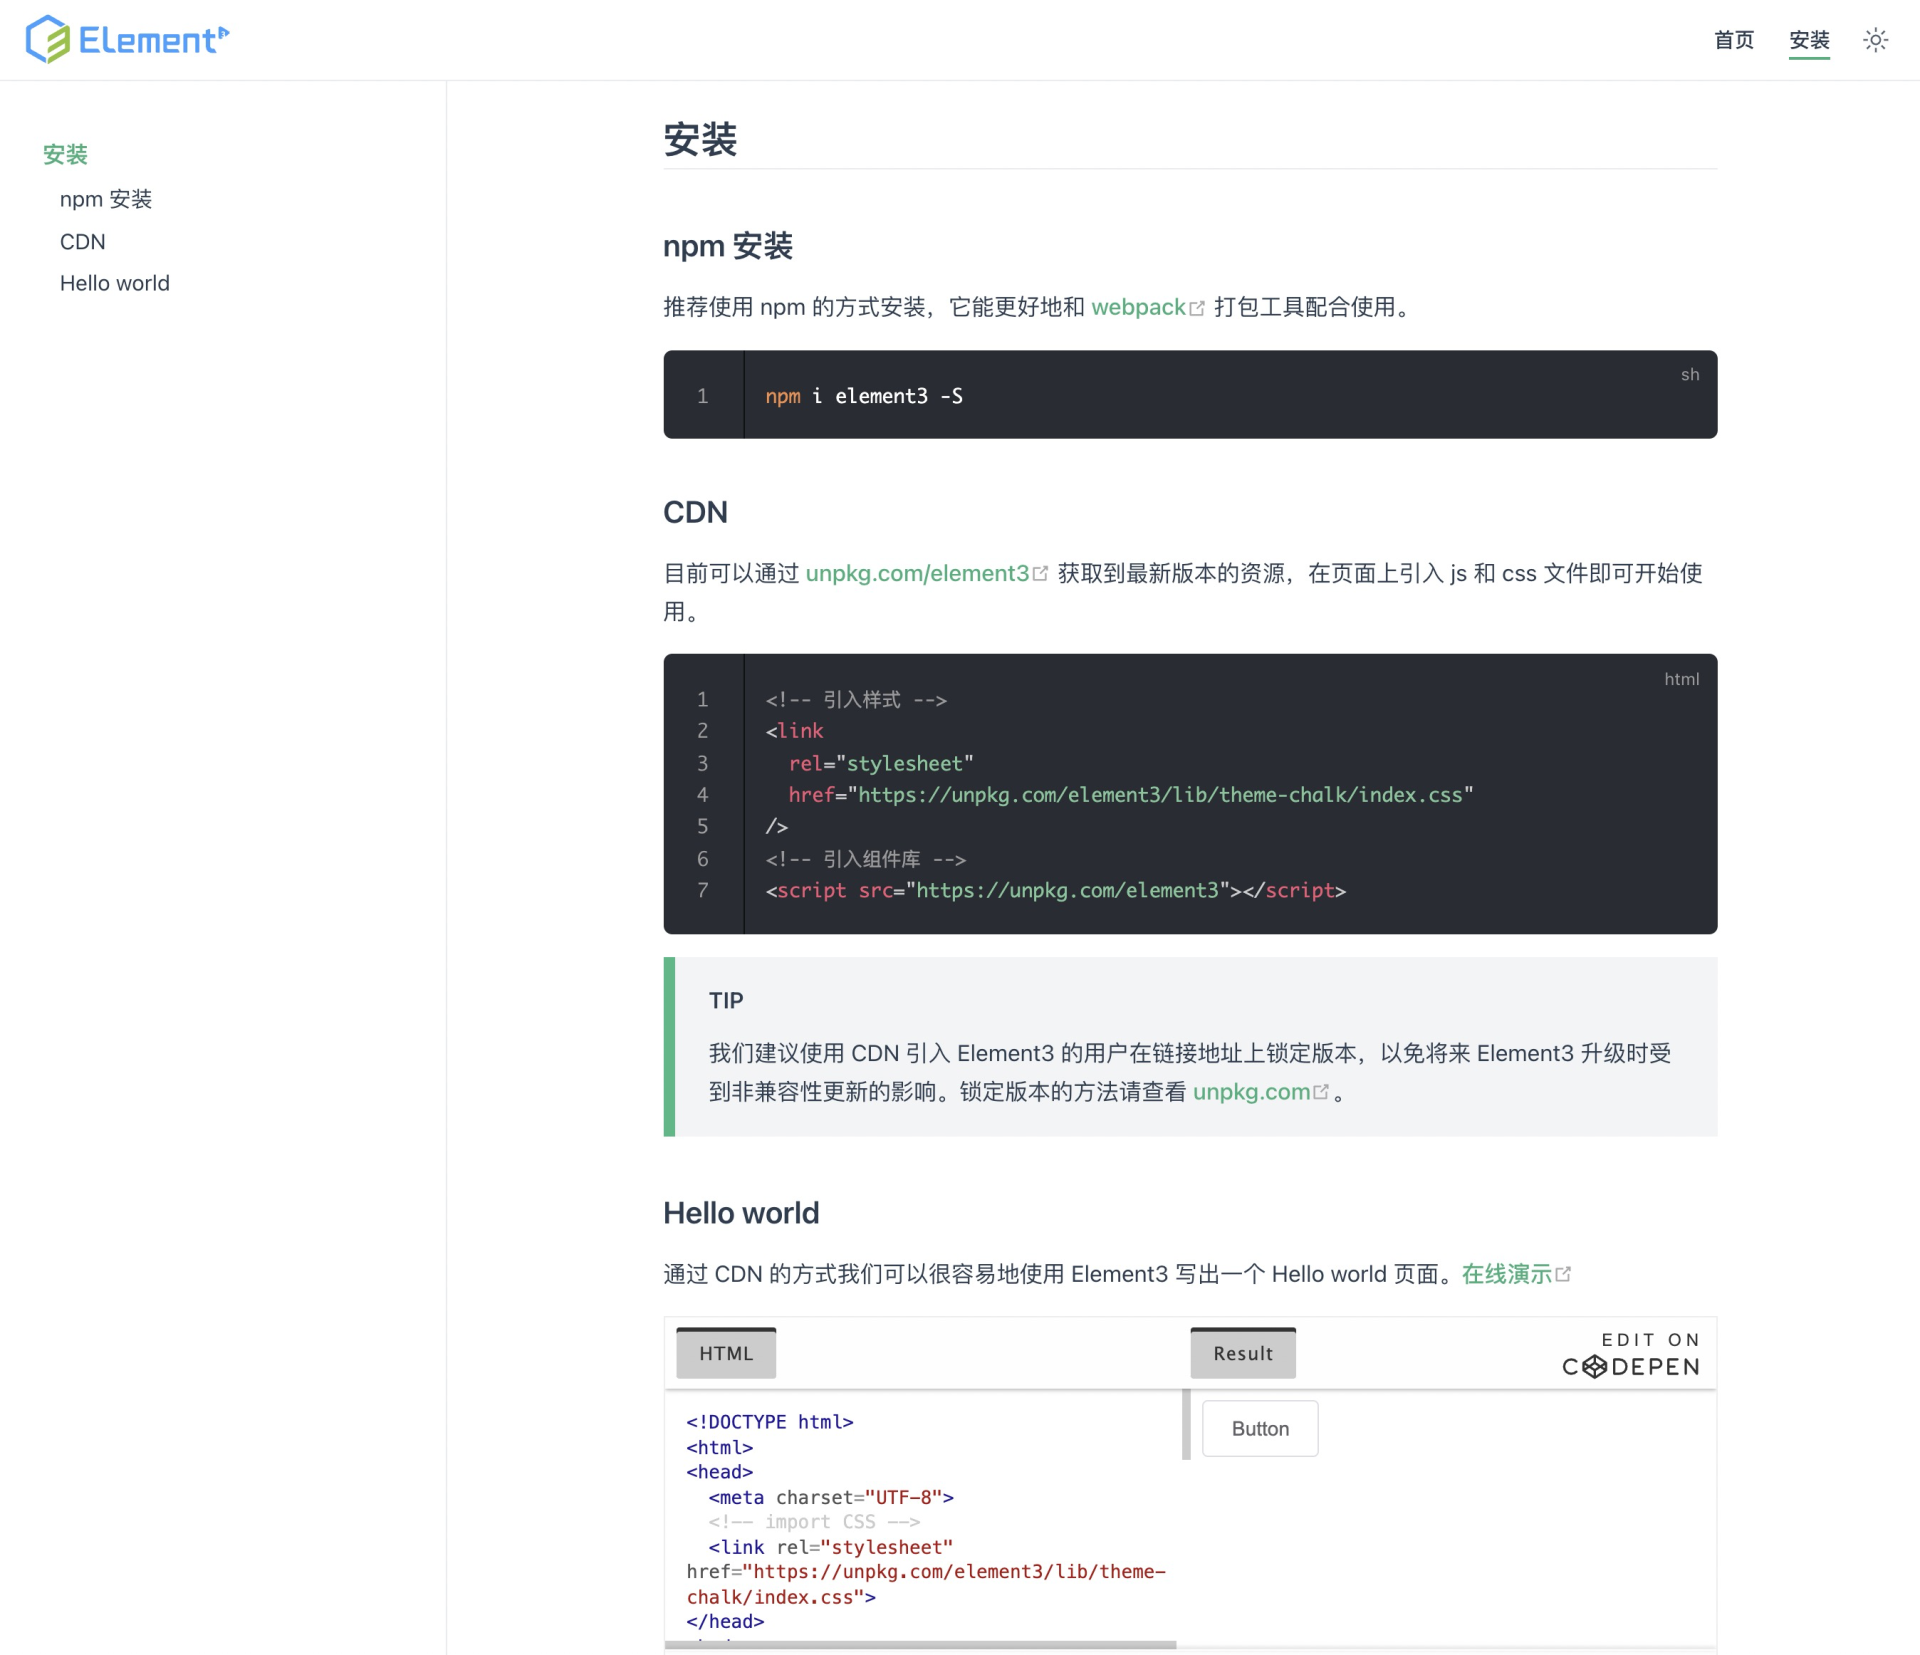 Element3
首页
安装
安装
npm 安装
CDN
Hello world
安装
npm 安装
推荐使用 npm 的方式安装，它能更好地和 webpack 打包工具配合使用。
sh
1 npm i element3 -S
CDN
目前可以通过 unpkg.com/element3 获取到最新版本的资源，在页面上引入 js 和 css 文件即可开始使
用。
html
1 <!-- 引入样式 -->
2 <link
3   rel="stylesheet"
4   href="https://unpkg.com/element3/lib/theme-chalk/index.css"
5 />
6 <!-- 引入组件库 -->
7 <script src="https://unpkg.com/element3"></script>
TIP
我们建议使用 CDN 引入 Element3 的用户在链接地址上锁定版本，以免将来 Element3 升级时受
到非兼容性更新的影响。锁定版本的方法请查看 unpkg.com 。
Hello world
通过 CDN 的方式我们可以很容易地使用 Element3 写出一个 Hello world 页面。在线演示
HTML
Result
EDIT ON
CODEPEN
<!DOCTYPE html>
<html>
<head>
  <meta charset="UTF-8">
  <!-- import CSS -->
  <link rel="stylesheet"
href="https://unpkg.com/element3/lib/theme-
chalk/index.css">
</head>
Button